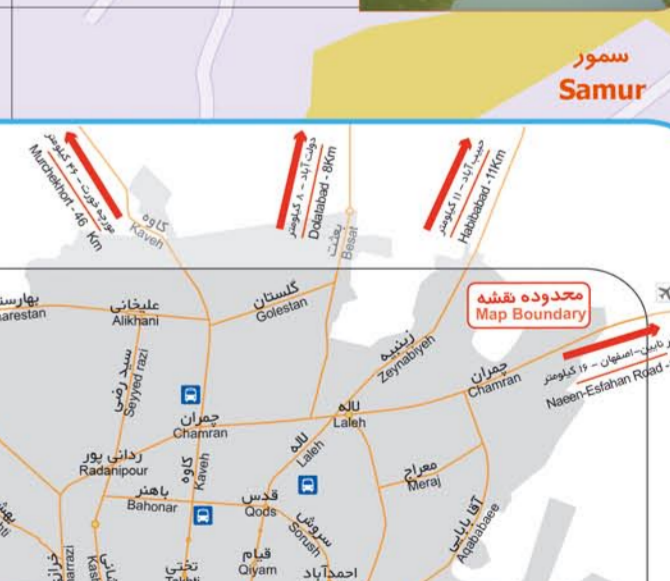 سمور
Samur
مورچه خورت - ۴۶ کیلومتر
Murchekhort - 46 Km
دولت آباد - ۸ کیلومتر
Dolatabad - 8Km
حبیب آباد - ۱۱ کیلومتر
Habibabad - 11Km
کاوه
Kaveh
بعثت
Besat
محدوده نقشه
Map Boundary
علیخانی
Alikhani
گلستان
Golestan
زینبیه
Zeynabiyeh
نایین-اصفهان - ۱۶ کیلومتر
Naeen-Esfahan Road -
سید رضی
Seyyed razi
چمران
Chamran
چمران
Chamran
لاله
Laleh
لاله
Laleh
ردانی پور
Radanipour
کاوه
Kaveh
معراج
Meraj
باهنر
Bahonar
قدس
Qods
سروش
Sorush
آقا بابایی
Aqababaee
قیام
Qiyam
تختی
احمدآباد